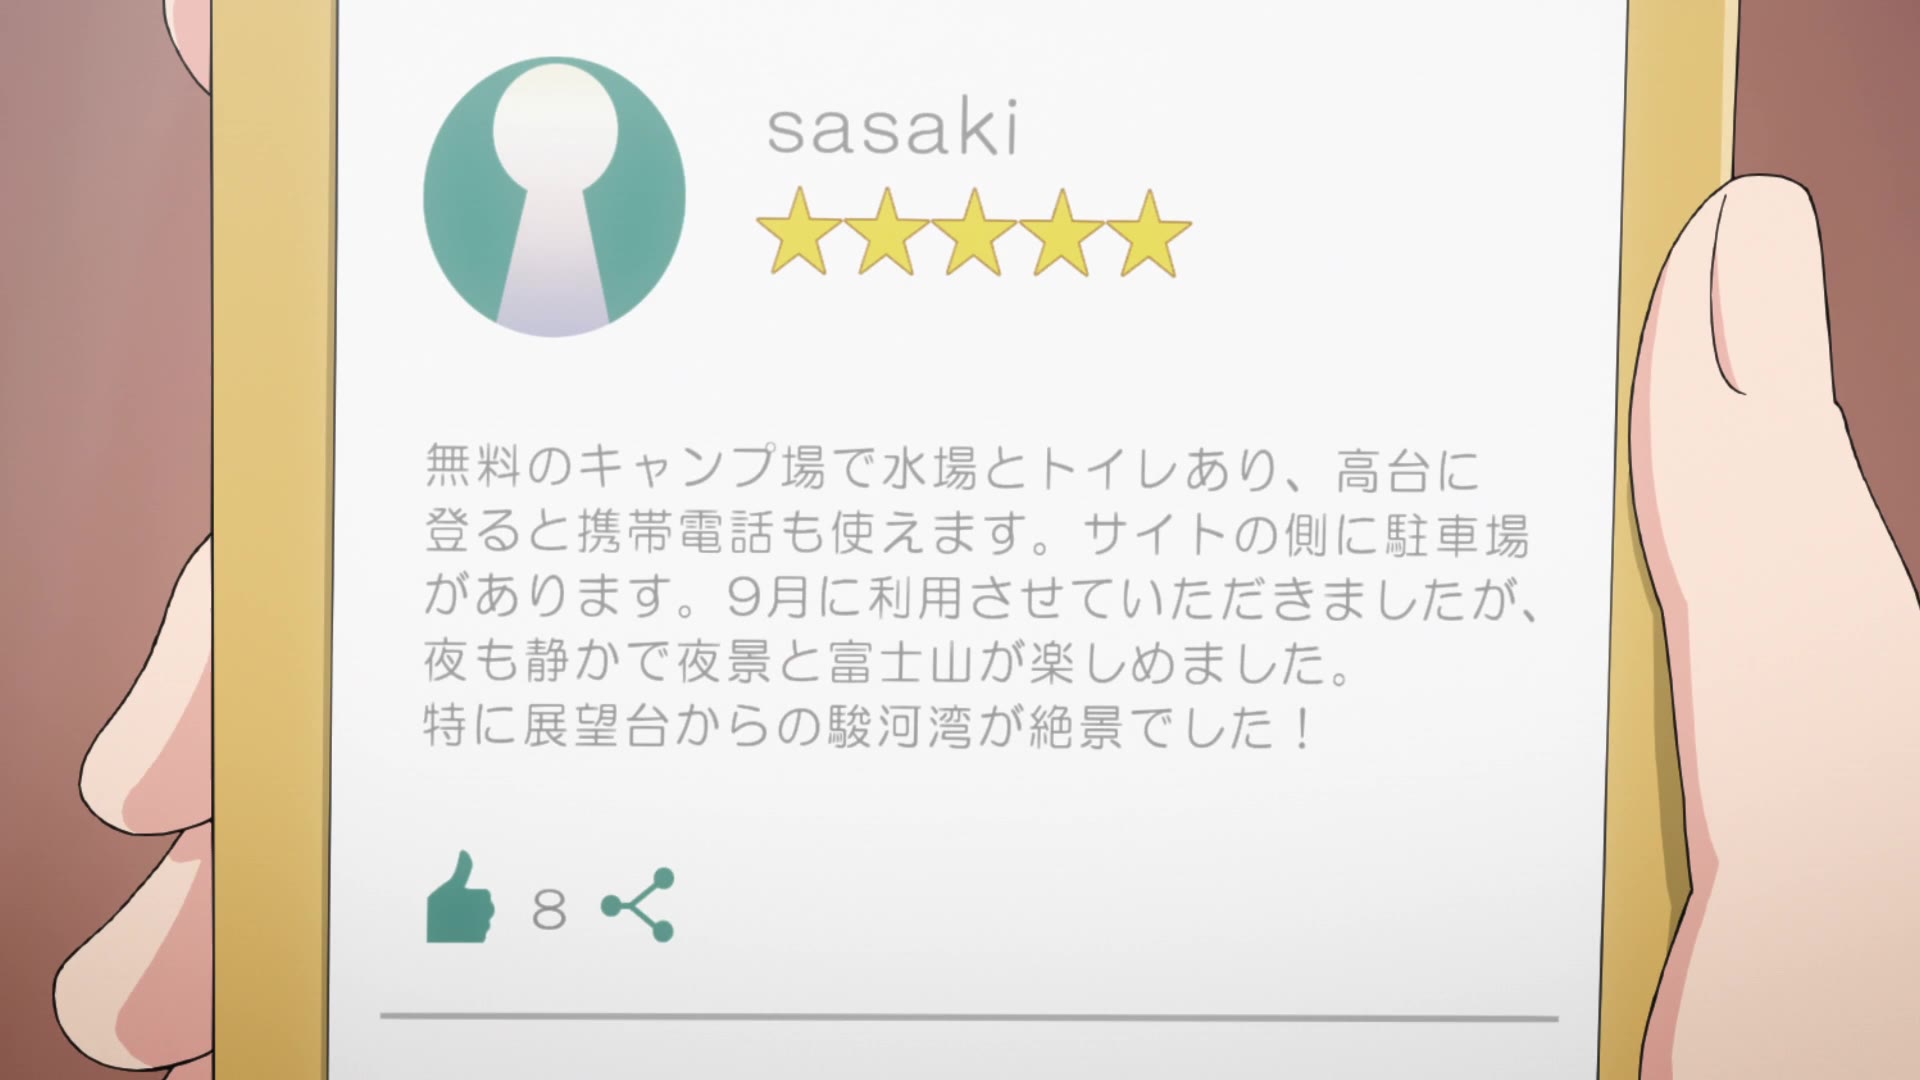 sasaki
無料のキャンプ場で水場とトイレあり、高台に
登ると携帯電話も使えます。サイトの側に駐車場
があります。9月に利用させていただきましたが、
夜も静かで夜景と富士山が楽しめました。
特に展望台からの駿河湾が絶景でした！
8